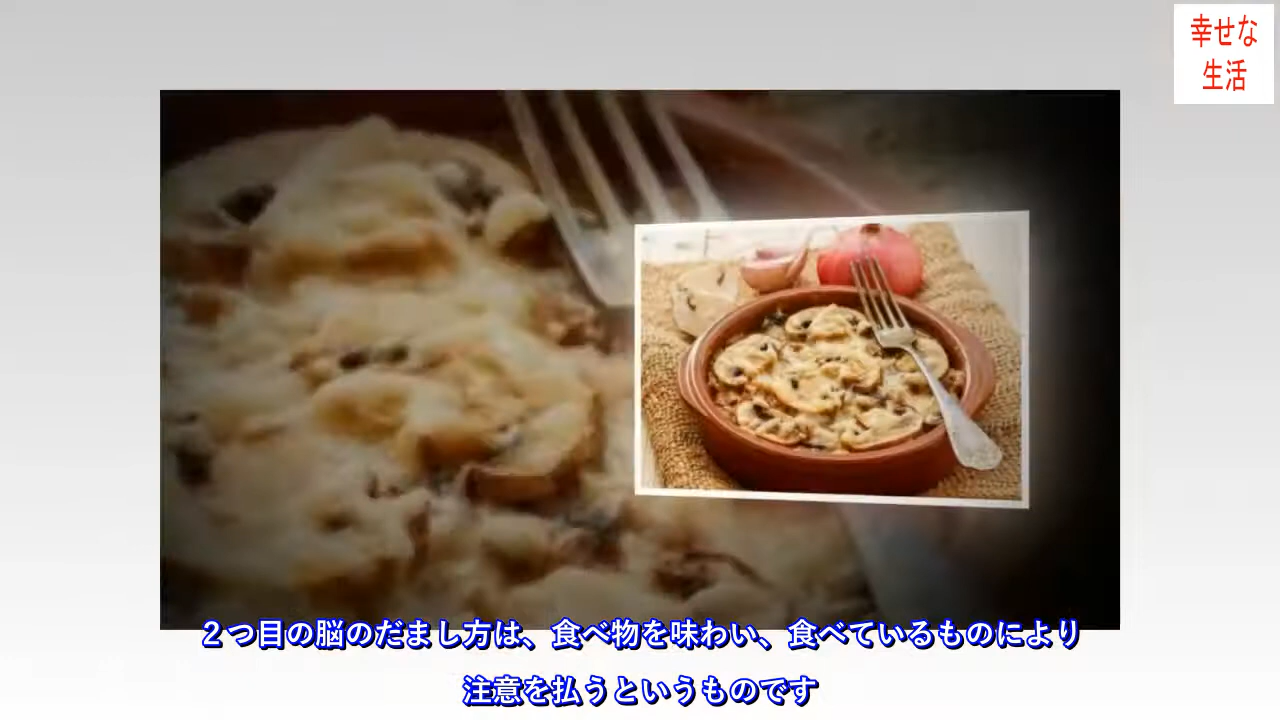 幸せな
生活
２つ目の脳のだまし方は、食べ物を味わい、食べているものにより
注意を払うというものです